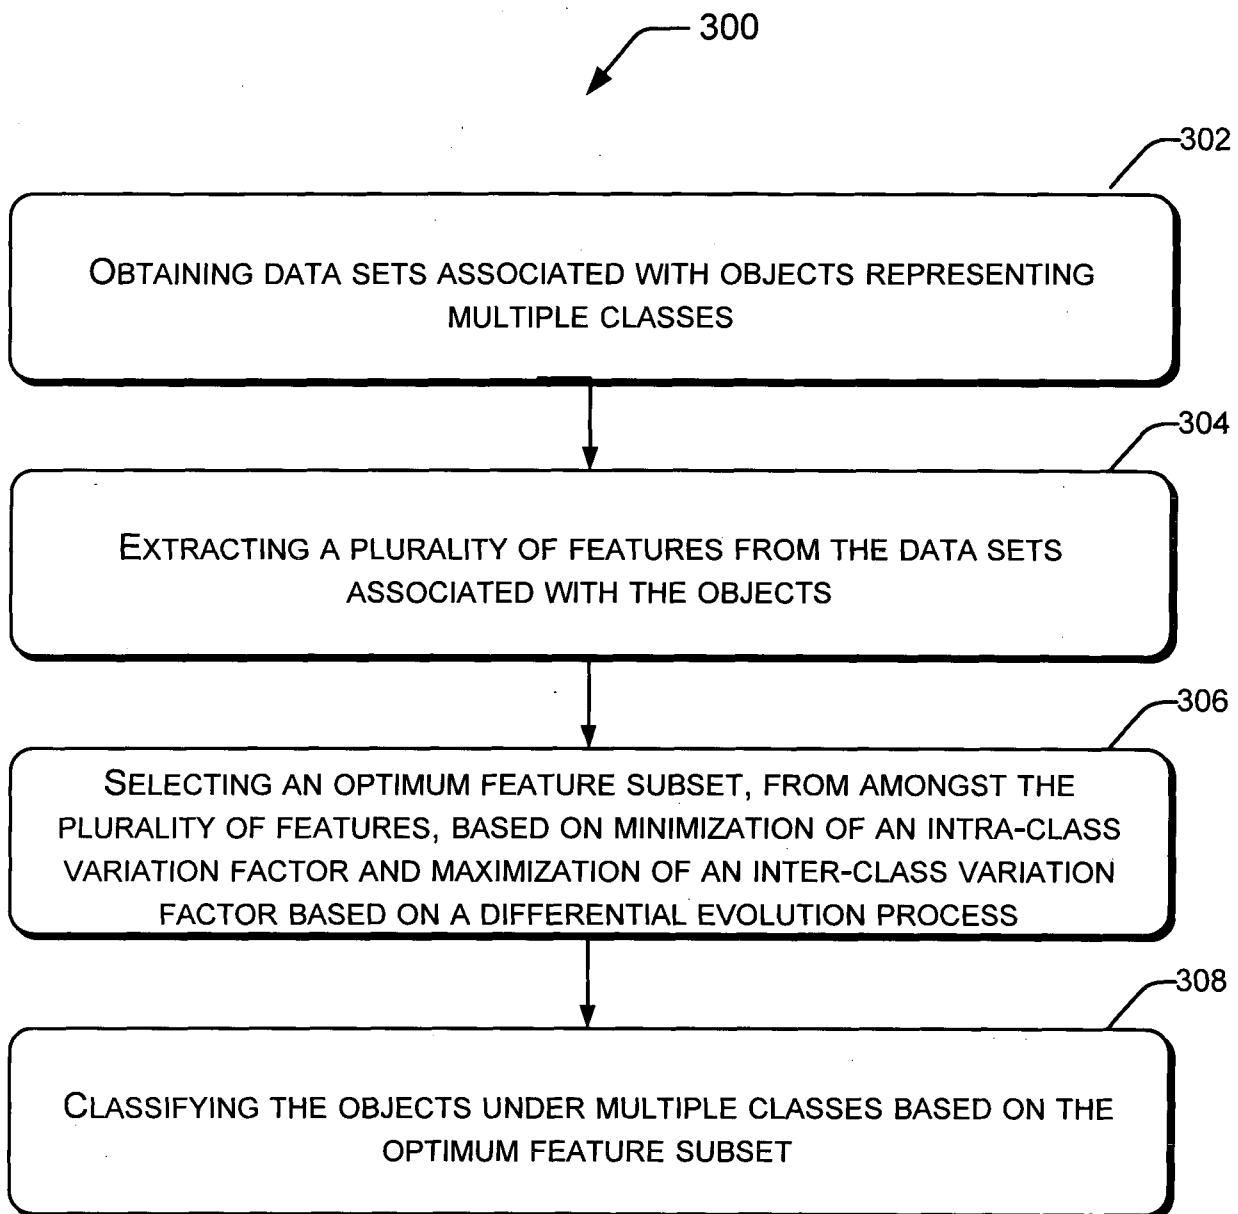 300
302
OBTAINING DATA SETS ASSOCIATED WITH OBJECTS REPRESENTING
MULTIPLE CLASSES
304
EXTRACTING A PLURALITY OF FEATURES FROM THE DATA SETS
ASSOCIATED WITH THE OBJECTS
306
SELECTING AN OPTIMUM FEATURE SUBSET, FROM AMONGST THE
PLURALITY OF FEATURES, BASED ON MINIMIZATION OF AN INTRA-CLASS
VARIATION FACTOR AND MAXIMIZATION OF AN INTER-CLASS VARIATION
FACTOR BASED ON A DIFFERENTIAL EVOLUTION PROCESS
308
CLASSIFYING THE OBJECTS UNDER MULTIPLE CLASSES BASED ON THE
OPTIMUM FEATURE SUBSET